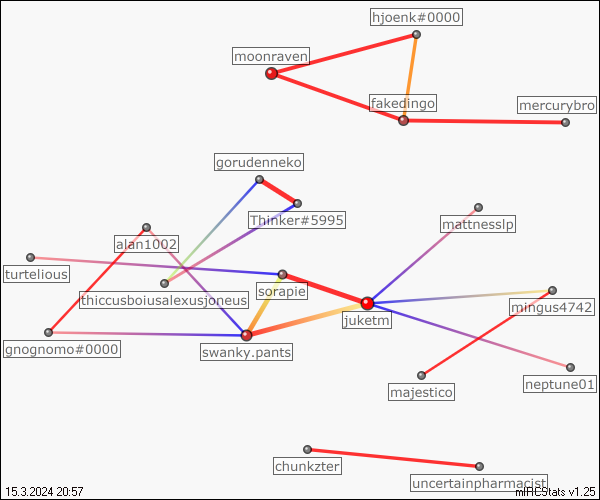 hjoenk#0000
moonraven
fakedingo
mercurybro
gorudenneko
Thinker#5995
mattnesslp
alan1002
turtelious
thiccusboiusalexusjoneus
sorapie
mingus4742
juketm
gnognomo#0000
swanky.pants
neptune01
majestico
chunkzter
uncertainpharmacist
15.3.2024 20:57
mIRCStats v1.25